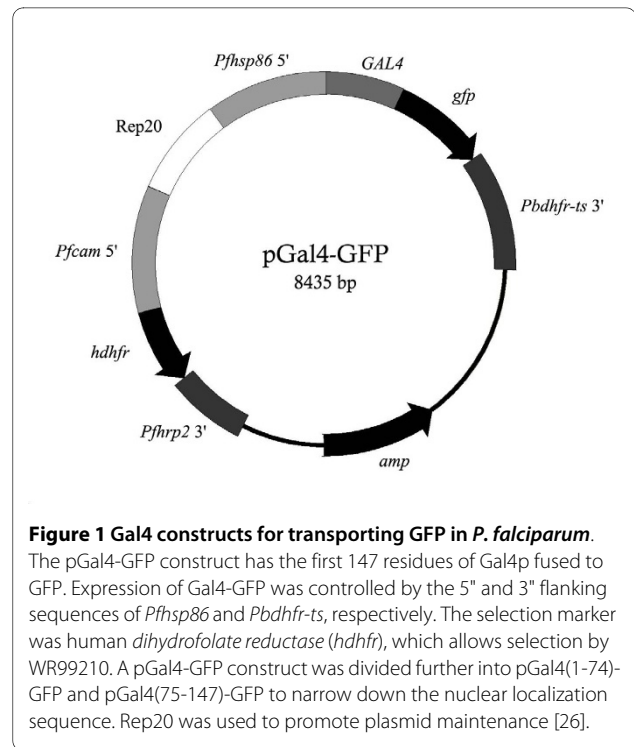 Pfhsp86 5'
GAL4
gfp
Rep20
Pbdhfr-ts 3'
Pfcam 5'
pGal4-GFP
8435 bp
hdhfr
Pfhrp2 3'
amp
Figure 1 Gal4 constructs for transporting GFP in P. falciparum.
The pGal4-GFP construct has the first 147 residues of Gal4p fused to
GFP. Expression of Gal4-GFP was controlled by the 5" and 3" flanking
sequences of Pfhsp86 and Pbdhfr-ts, respectively. The selection marker
was human dihydrofolate reductase (hdhfr), which allows selection by
WR99210. A pGal4-GFP construct was divided further into pGal4(1-74)-
GFP and pGal4(75-147)-GFP to narrow down the nuclear localization
sequence. Rep20 was used to promote plasmid maintenance [26].